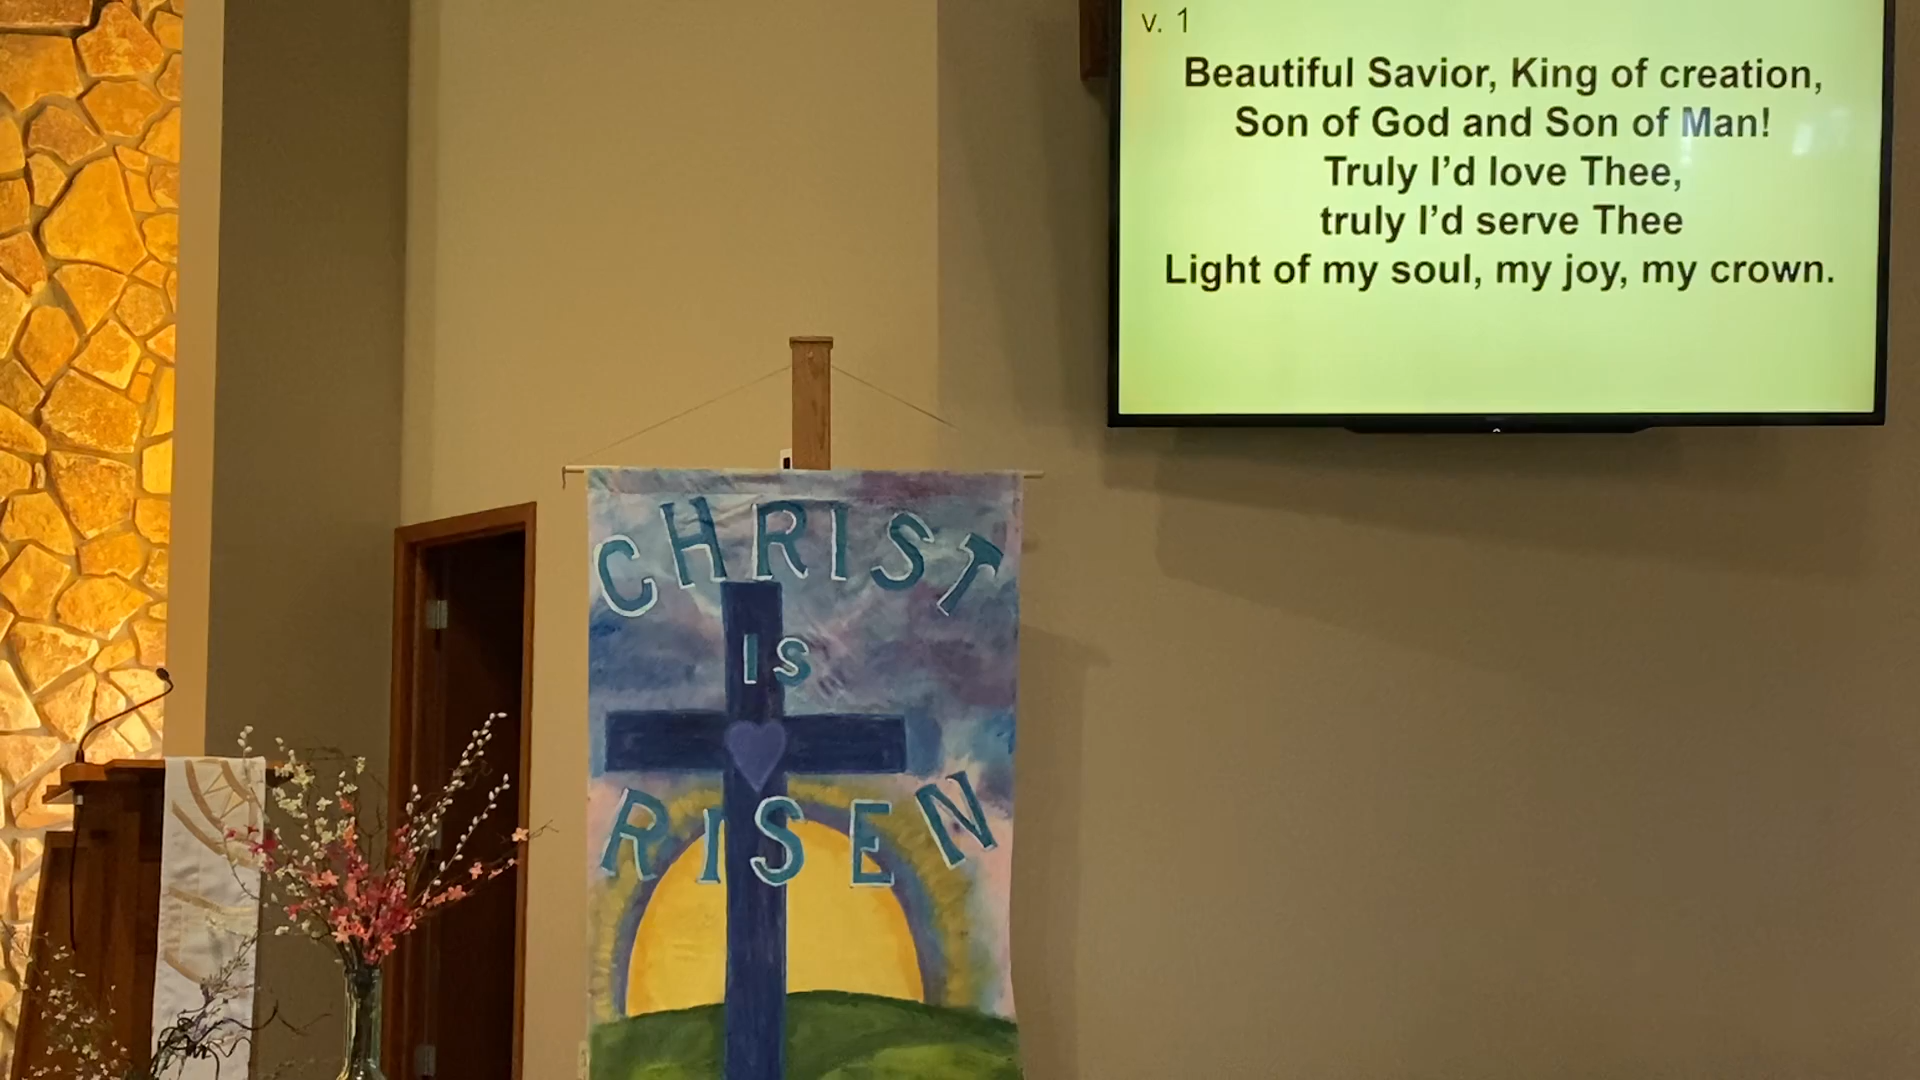 v. 1
Beautiful Savior, King of creation,
Son of God and Son of Man!
Truly I’d love Thee,
truly I’d serve Thee
Light of my soul, my joy, my crown.
CHRIST
IS
RISEN